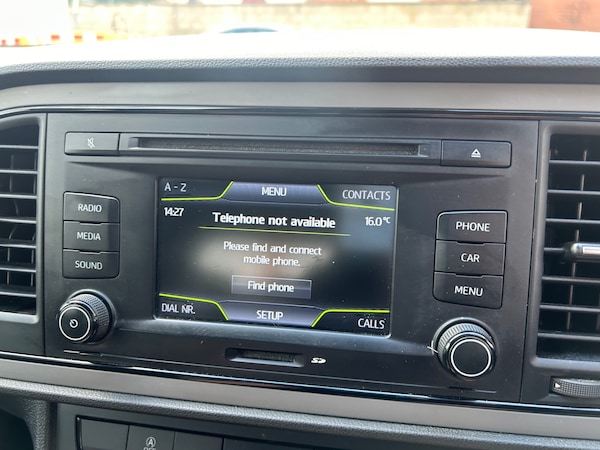 A - Z
MENU
CONTACTS
14:27
Telephone not available
16.0 °C
Please find and connect
mobile phone.
Find phone
DIAL NR.
SETUP
CALLS
RADIO
MEDIA
SOUND
PHONE
CAR
MENU
SD
A
OFF